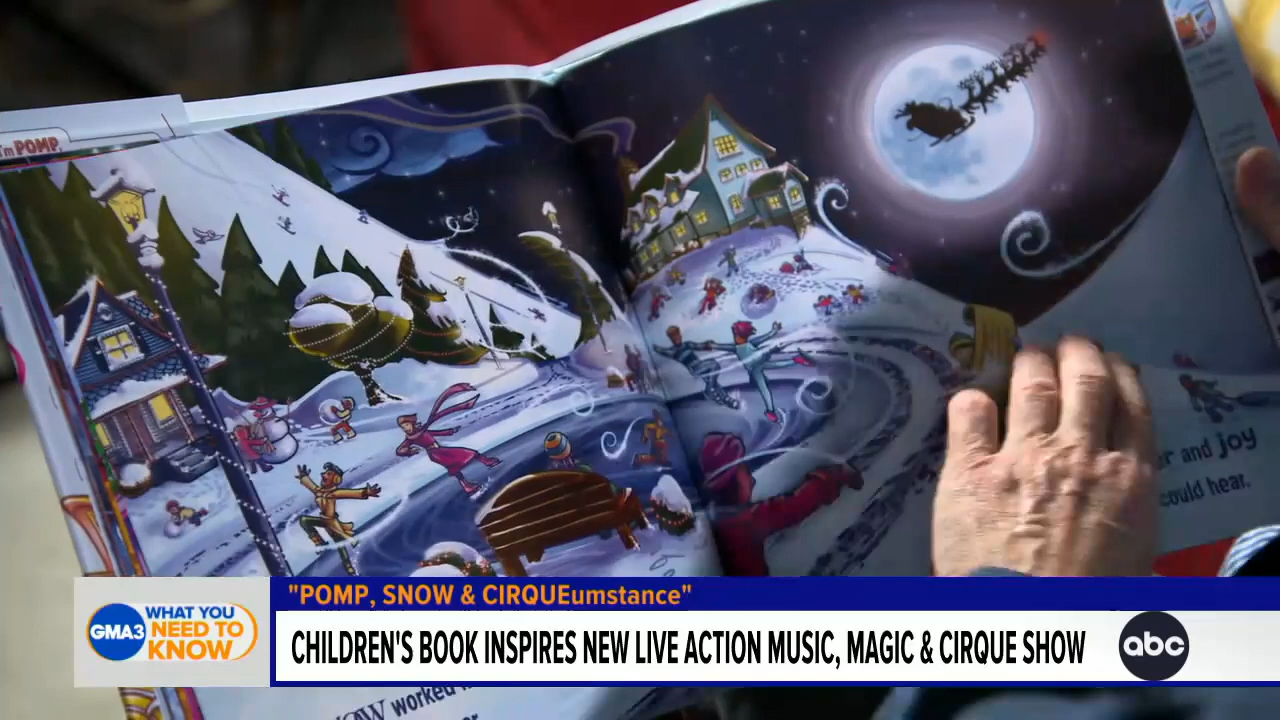 I'm POMP.
r and joy
could hear.
"POMP, SNOW & CIRQUEumstance"
GMA3
WHAT YOU
NEED TO
KNOW
CHILDREN'S BOOK INSPIRES NEW LIVE ACTION MUSIC, MAGIC & CIRQUE SHOW
abc
worked